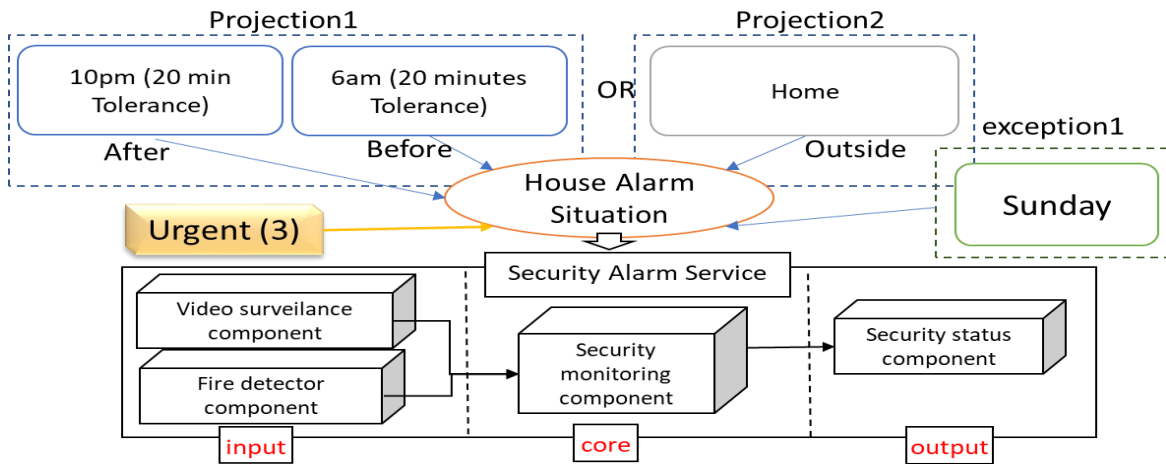 Projection1
Projection2
10pm (20 min
Tolerance)
6am (20 minutes
Tolerance)
OR
Home
exception1
After
Before
Outside
House Alarm
Situation
Sunday
Urgent (3)
Security Alarm Service
Video surveilance
component
Fire detector
component
Security
monitoring
component
Security status
component
input
core
output